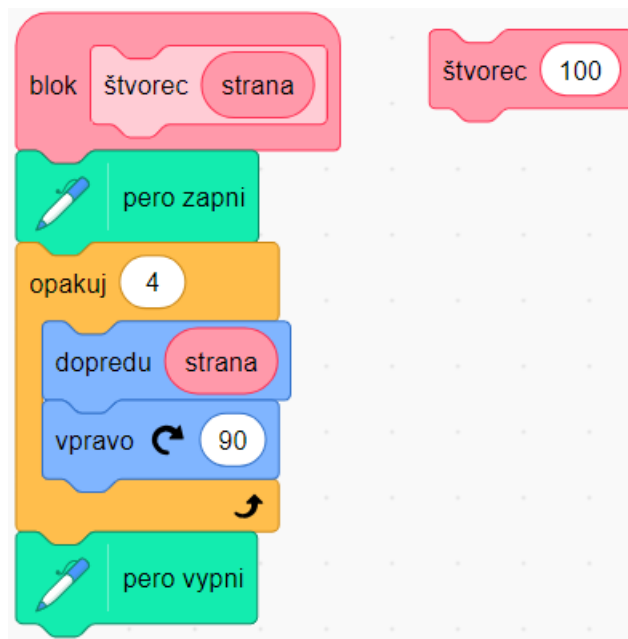 blok štvorec strana
štvorec 100
pero zapni
opakuj 4
dopredu strana
vpravo 90
pero vypni